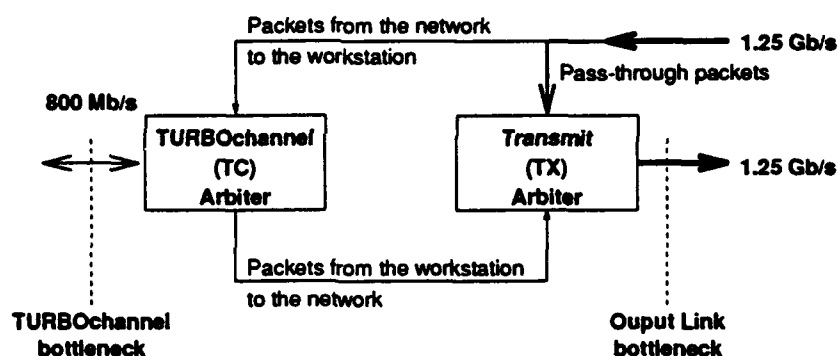 Packets from the network
to the workstation
1.25 Gb/s
Pass-through packets
800 Mb/s
TURBOchannel
(TC)
Arbiter
Transmit
(TX)
Arbiter
1.25 Gb/s
Packets from the workstation
to the network
TURBOchannel
bottleneck
Ouput Link
bottleneck